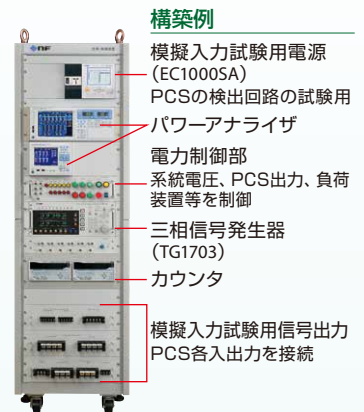 構築例
模擬入力試験用電源
(EC1000SA)
PCSの検出回路の試験用
パワーアナライザ
電力制御部
系統電圧、PCS出力、負荷
装置等を制御
三相信号発生器
(TG1703)
カウンタ
模擬入力試験用信号出力
PCS各入出力を接続
nF